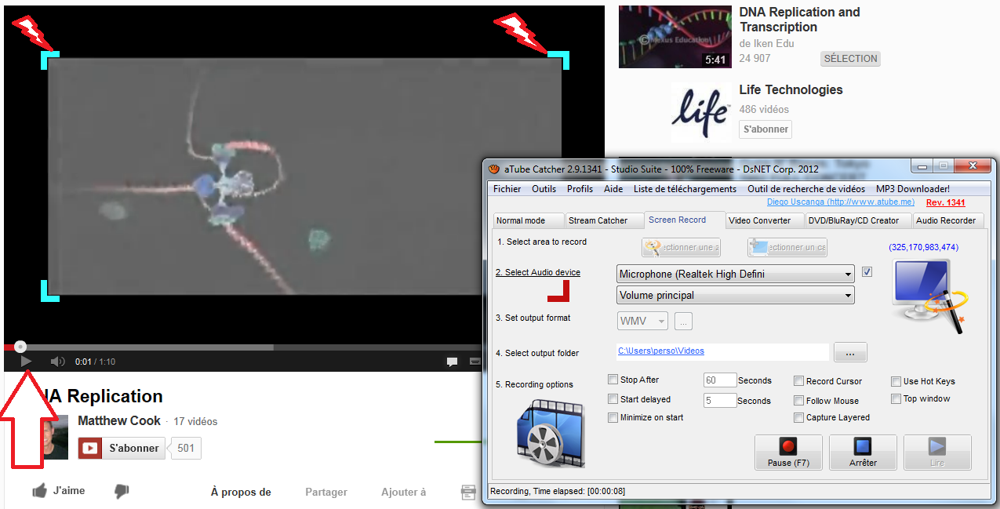 DNA Replication and
Transcription
de Iken Edu
24 907
SÉLECTION
© Nexus Education
5:41
life
Life Technologies
486 vidéos
S'abonner
0:01 / 1:10
NA Replication
Matthew Cook · 17 vidéos
S'abonner
501
J'aime
À propos de
Partager
Ajouter à
aTube Catcher 2.9.1341 - Studio Suite - 100% Freeware - DsNET Corp. 2012
Fichier Outils Profils Aide Liste de téléchargements Outil de recherche de vidéos MP3 Downloader!
Diego Uscanga (http://www.atube.me) Rev. 1341
Normal mode Stream Catcher Screen Record Video Converter DVD/BluRay/CD Creator Audio Recorder
1. Select area to record
ectionner une z
ectionner un ca
(325,170,983,474)
2. Select Audio device
Microphone (Realtek High Defini
Volume principal
3. Set output format
WMV
...
4. Select output folder
C:\Users\perso\Videos
...
5. Recording options
Stop After 60 Seconds Record Cursor Use Hot Keys
Start delayed 5 Seconds Follow Mouse Top window
Minimize on start Capture Layered
Pause (F7) Arrêter Lire
Recording, Time elapsed: [00:00:08]